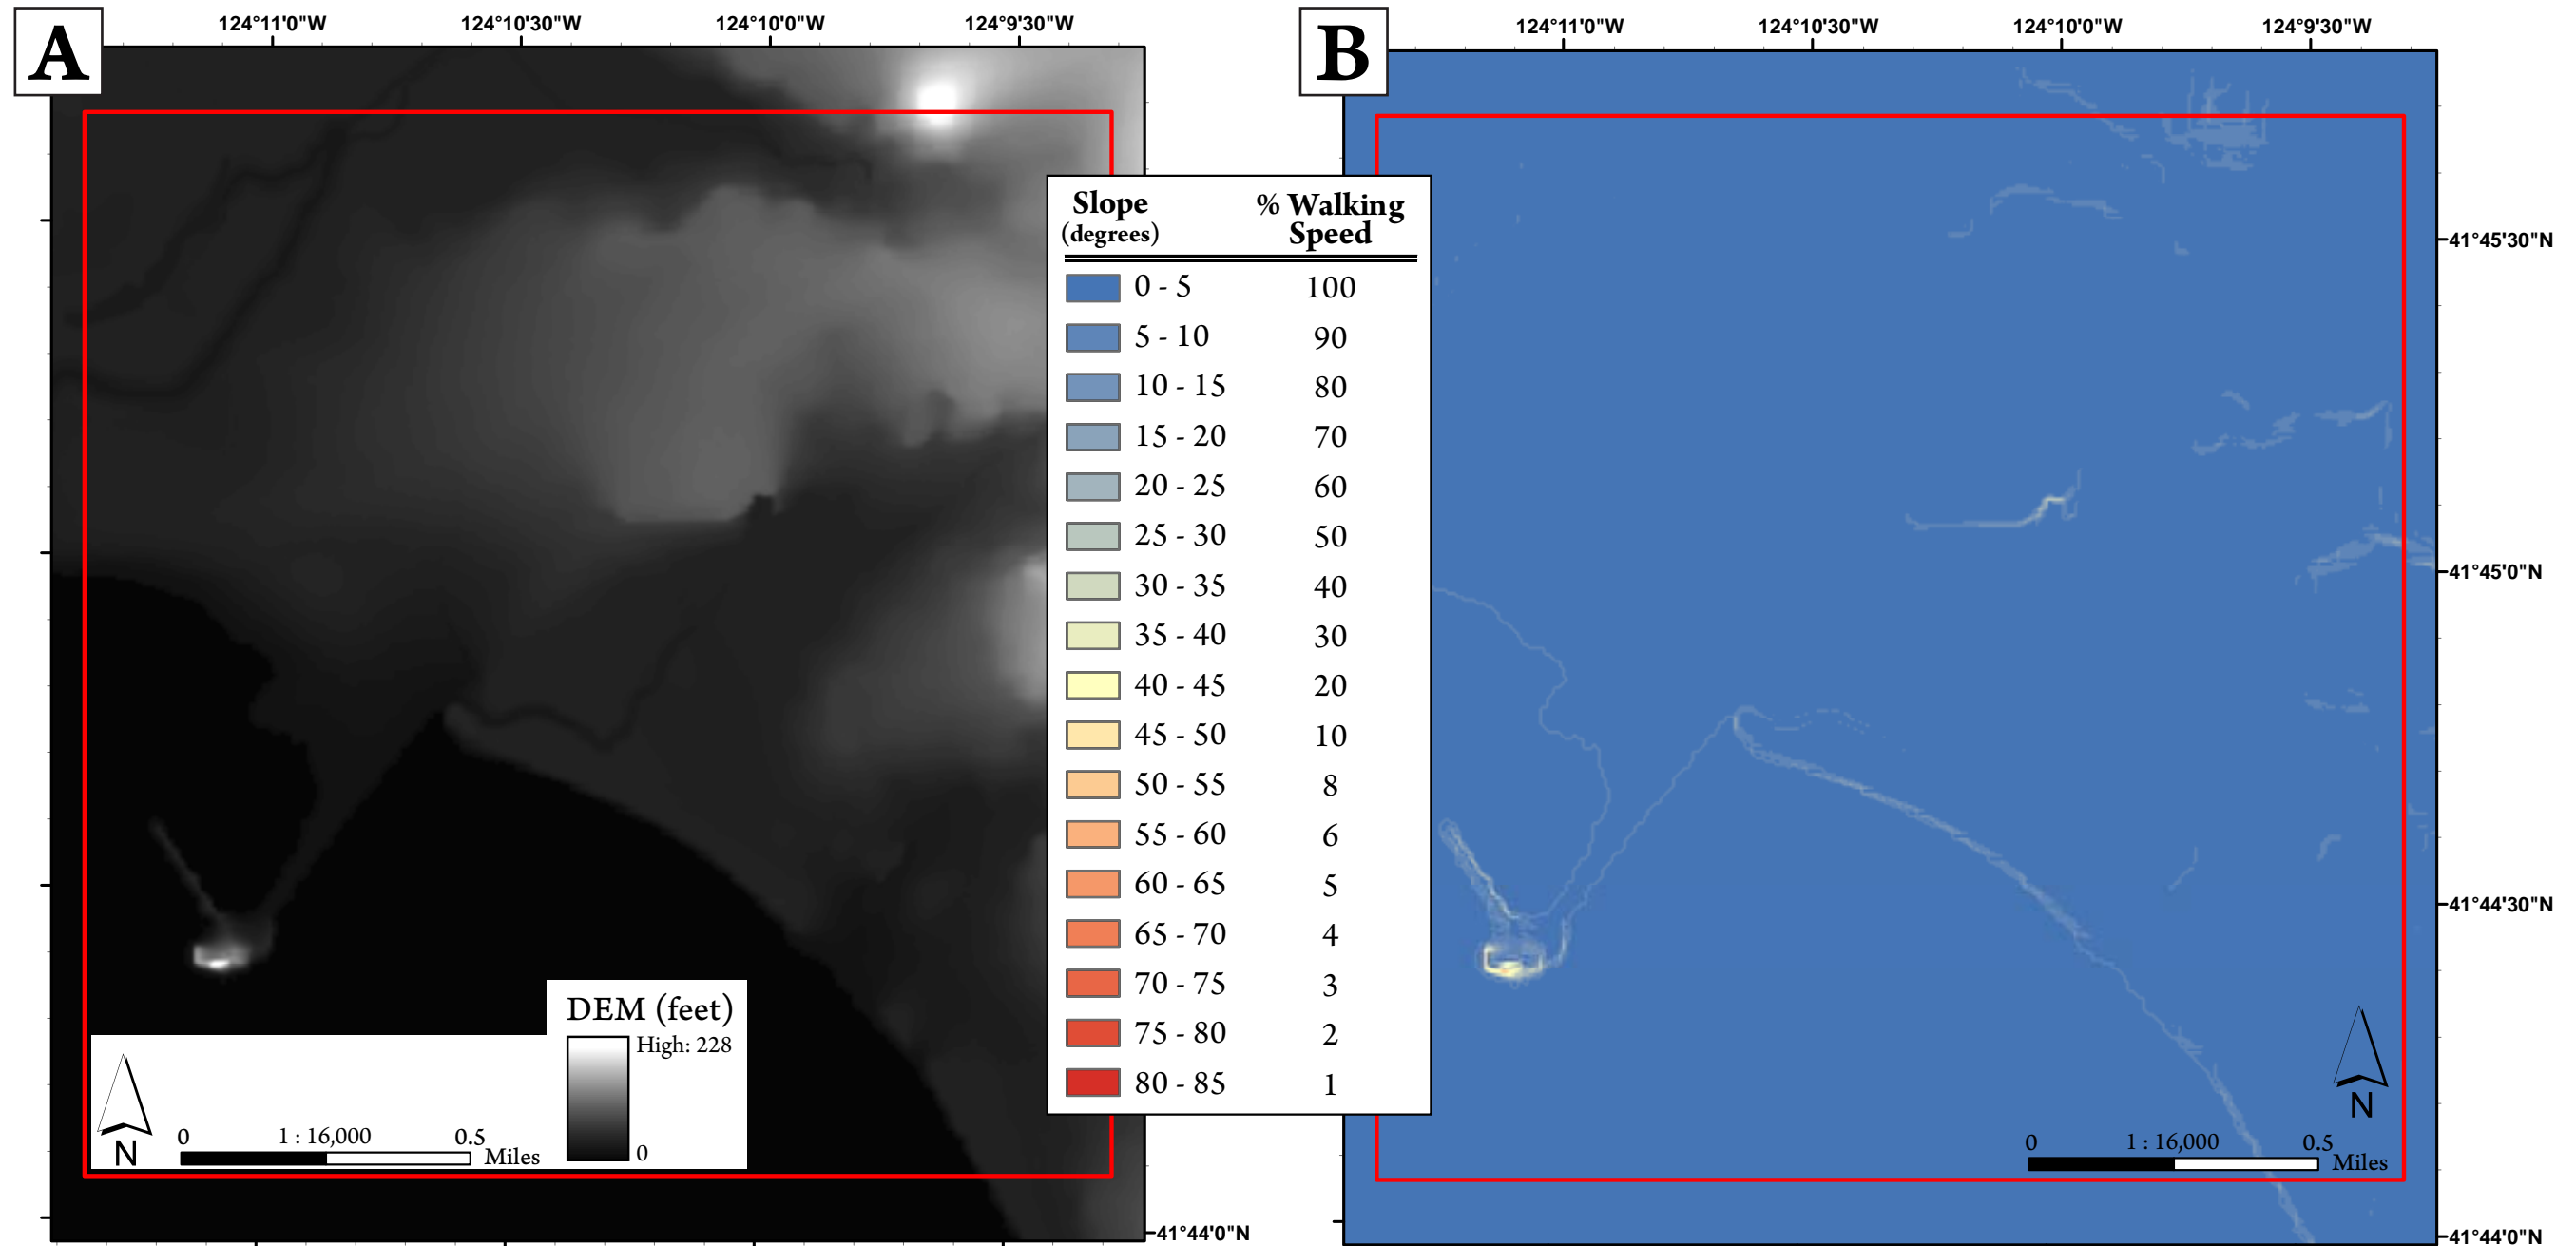 A
124°11'0"W 124°10'30"W 124°10'0"W 124°9'30"W
B
124°11'0"W 124°10'30"W 124°10'0"W 124°9'30"W
Slope % Walking
(degrees) Speed
0 - 5 100
5 - 10 90
10 - 15 80
15 - 20 70
20 - 25 60
25 - 30 50
30 - 35 40
35 - 40 30
40 - 45 20
45 - 50 10
50 - 55 8
55 - 60 6
60 - 65 5
65 - 70 4
70 - 75 3
75 - 80 2
80 - 85 1
41°45'30"N
41°45'0"N
41°44'30"N
41°44'0"N
DEM (feet)
High: 228
0
N
0 1 : 16,000 0.5
Miles
41°44'0"N
N
0 1 : 16,000 0.5
Miles